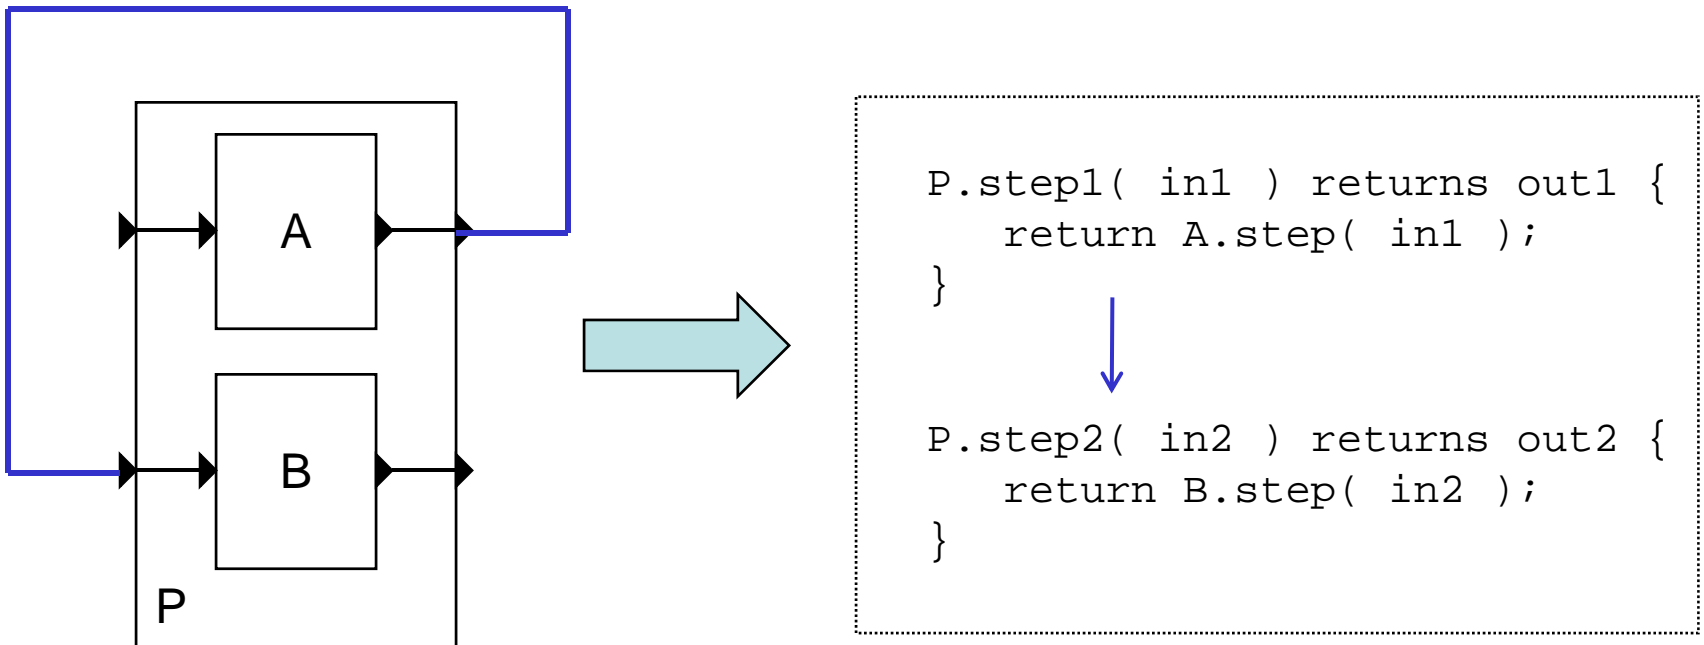 A
B
P
P.step1( in1 ) returns out1 {
return A.step( in1 );
}
P.step2( in2 ) returns out2 {
return B.step( in2 );
}